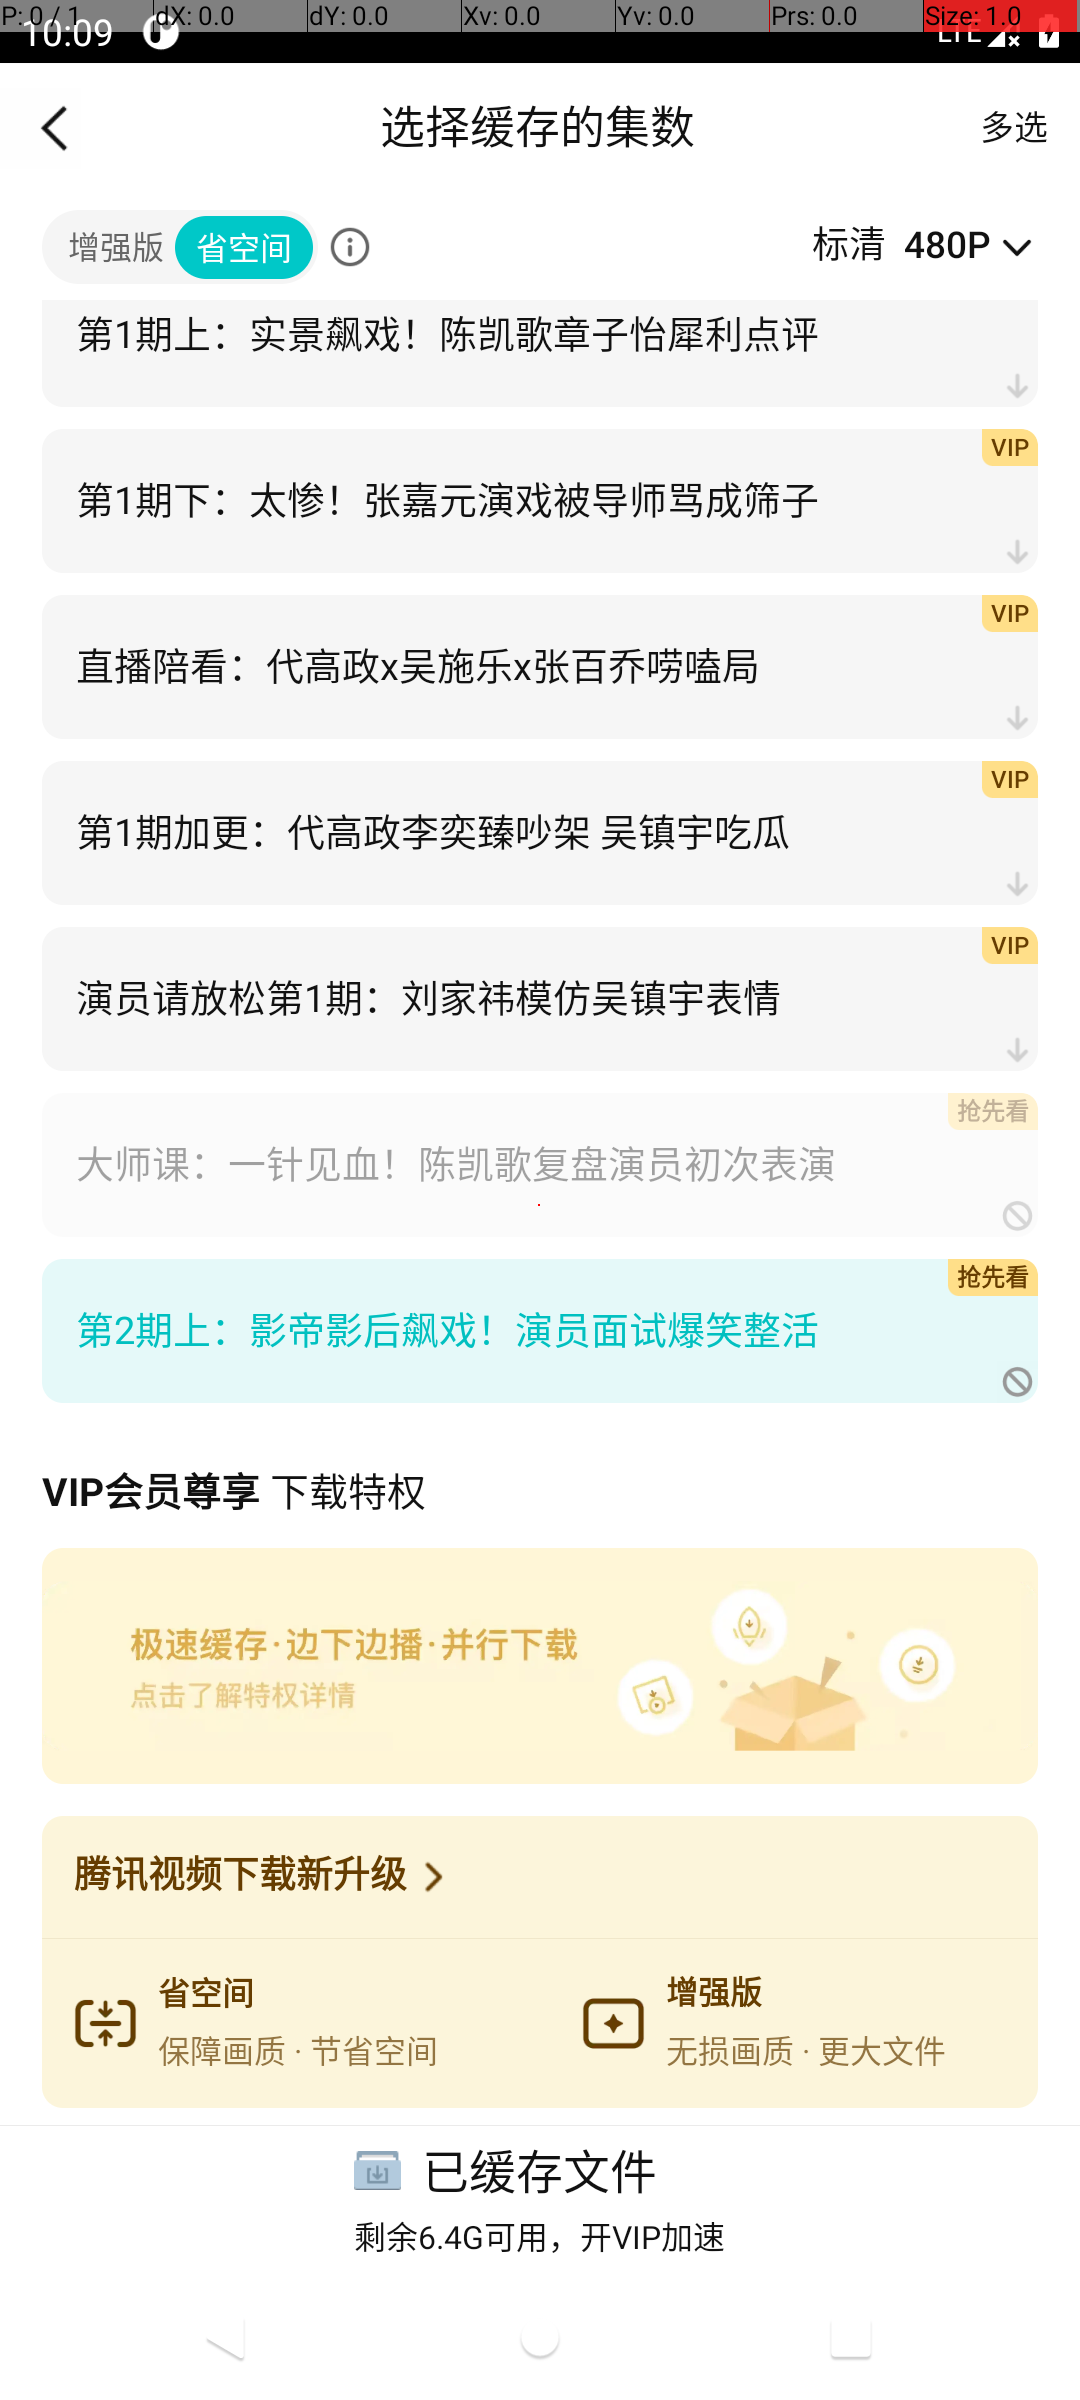 P: 0 / 1 dX: 0.0 dY: 0.0 Xv: 0.0 Yv: 0.0 Prs: 0.0 Size: 1.0
10:09 LTE
选择缓存的集数 多选
增强版 省空间 标清 480P
第1期上：实景飙戏！陈凯歌章子怡犀利点评
VIP
第1期下：太惨！张嘉元演戏被导师骂成筛子
VIP
直播陪看：代高政x吴施乐x张百乔唠嗑局
VIP
第1期加更：代高政李奕臻吵架 吴镇宇吃瓜
VIP
演员请放松第1期：刘家祎模仿吴镇宇表情
抢先看
大师课：一针见血！陈凯歌复盘演员初次表演
抢先看
第2期上：影帝影后飙戏！演员面试爆笑整活
VIP会员尊享 下载特权
极速缓存·边下边播·并行下载
点击了解特权详情
腾讯视频下载新升级
省空间 增强版
保障画质 · 节省空间 无损画质 · 更大文件
已缓存文件
剩余6.4G可用，开VIP加速